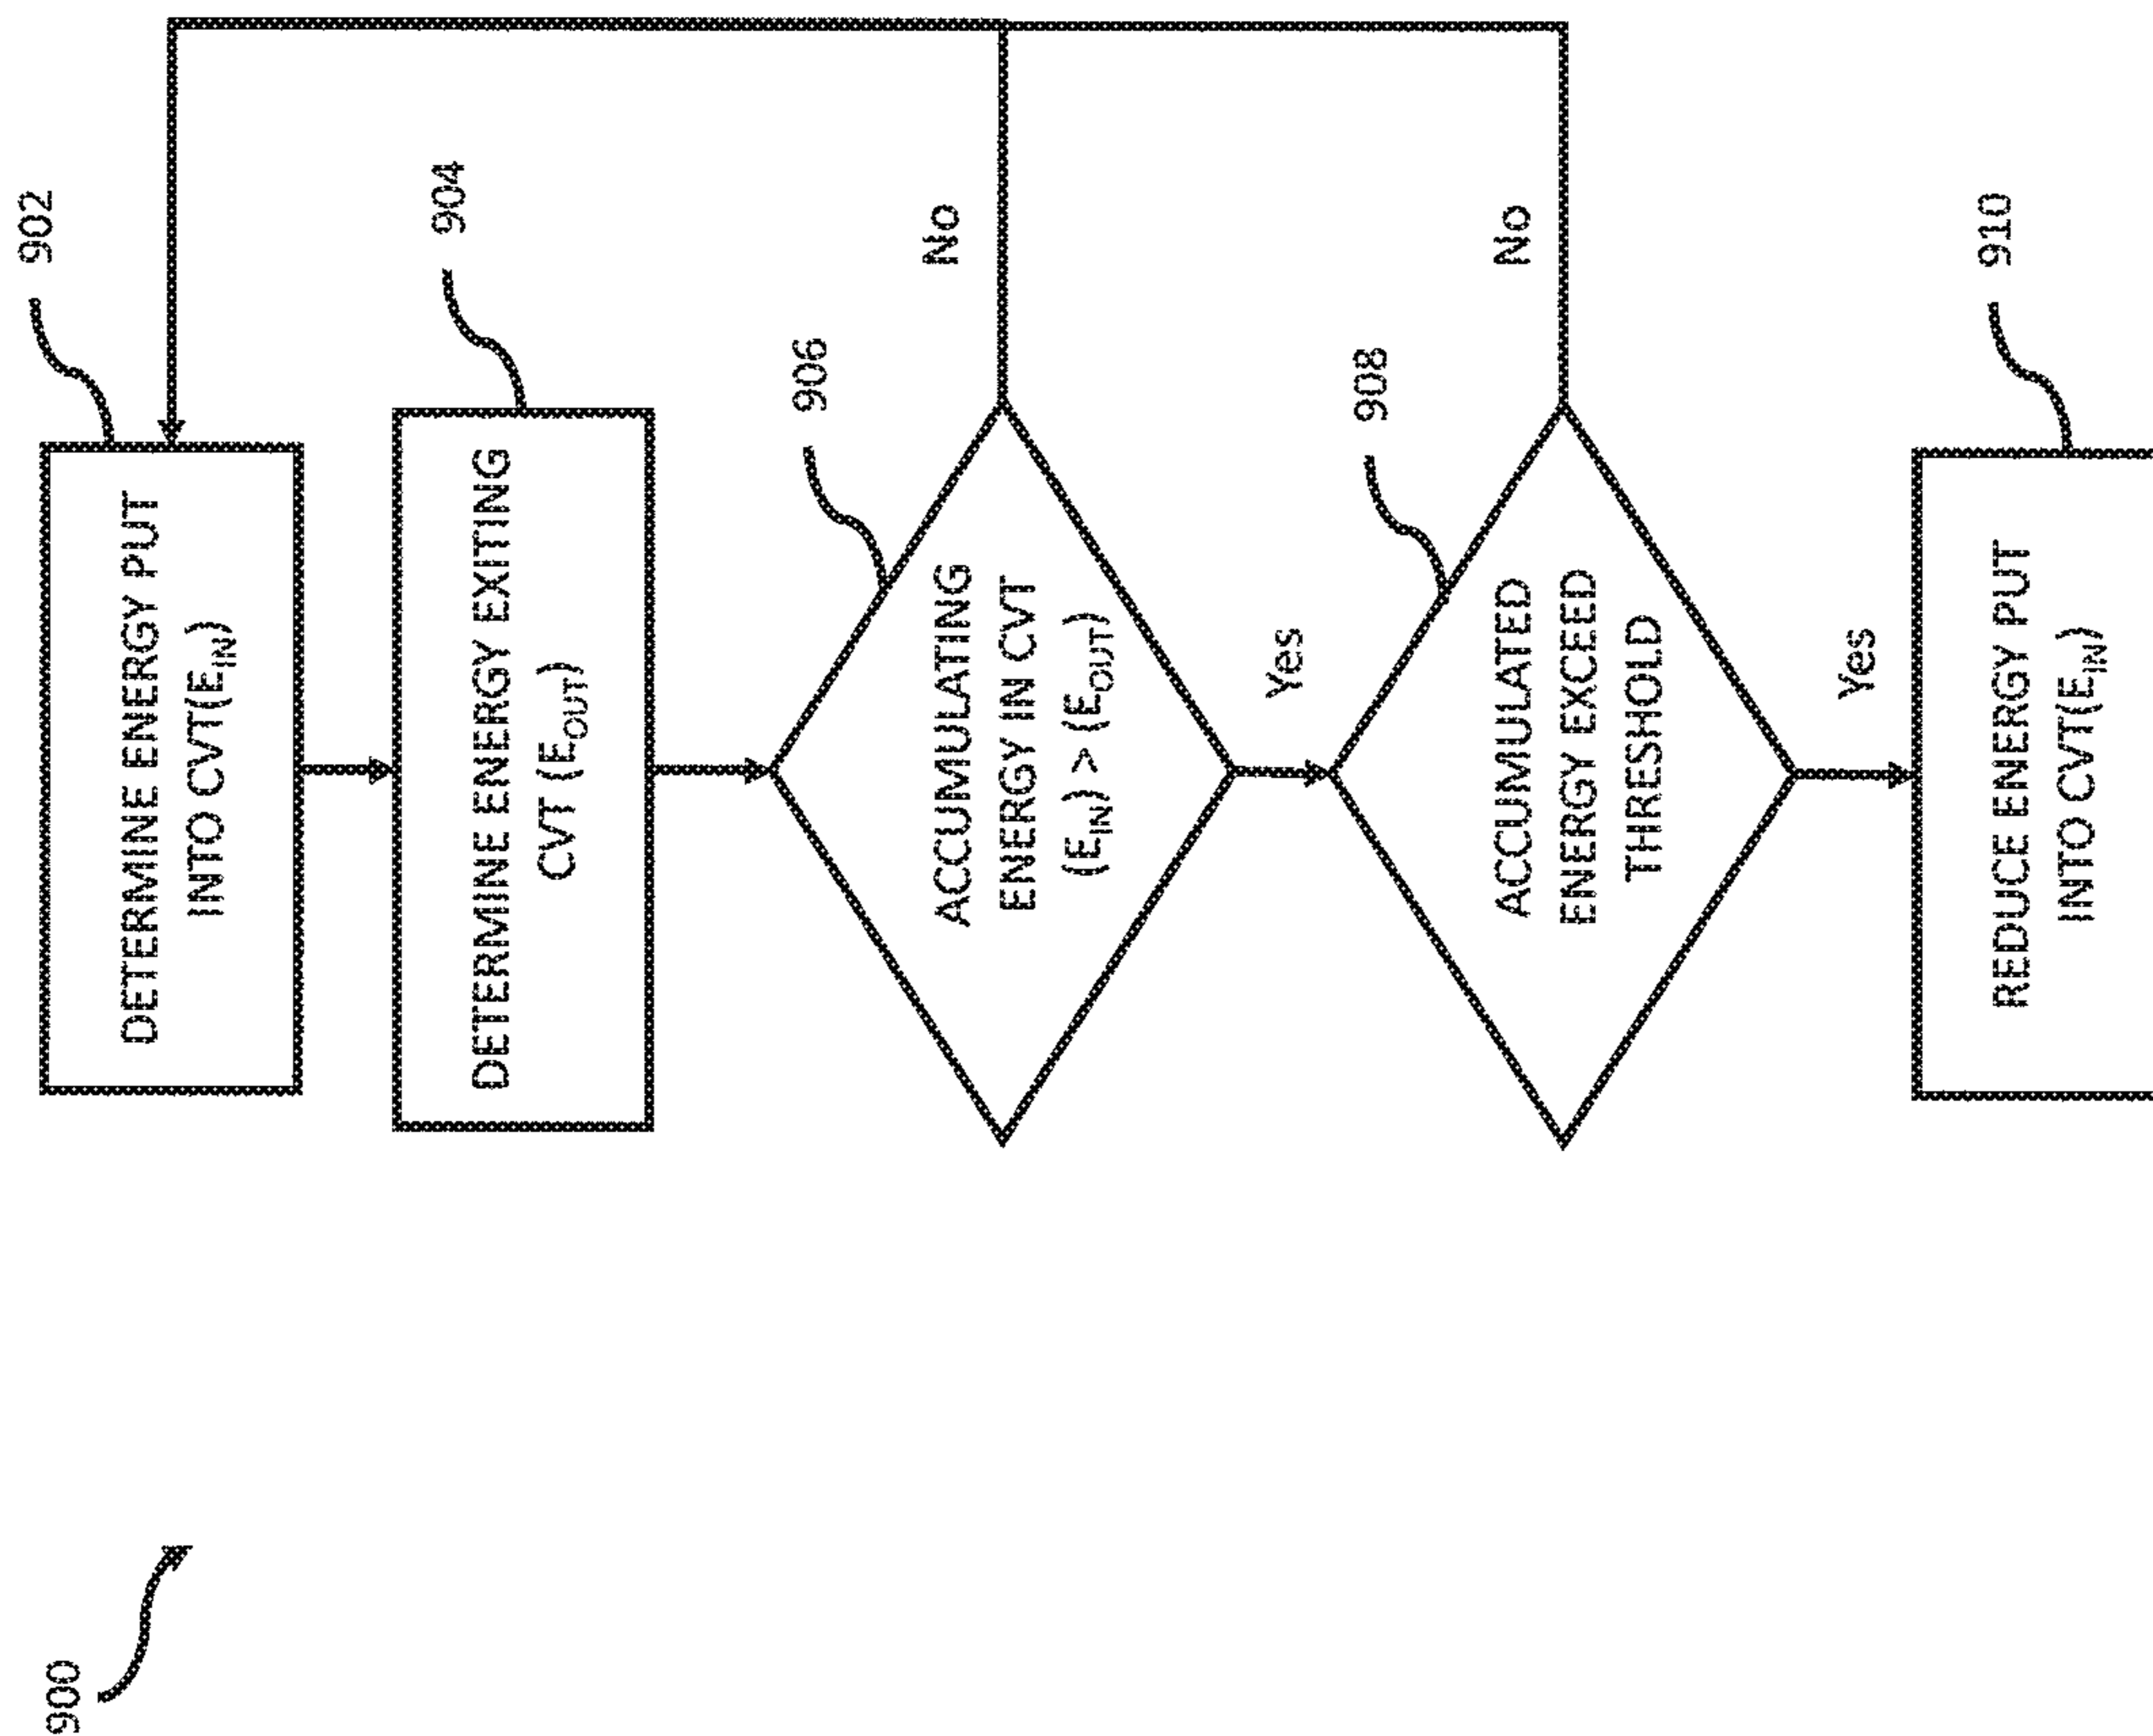 900
902
DETERMINE ENERGY PUT
INTO CVT(E_IN)
904
DETERMINE ENERGY EXITING
CVT (E_OUT)
906
ACCUMULATING
ENERGY IN CVT
(E_IN) > (E_OUT)
No
Yes
908
ACCUMULATED
ENERGY EXCEED
THRESHOLD
No
Yes
910
REDUCE ENERGY PUT
INTO CVT(E_IN)